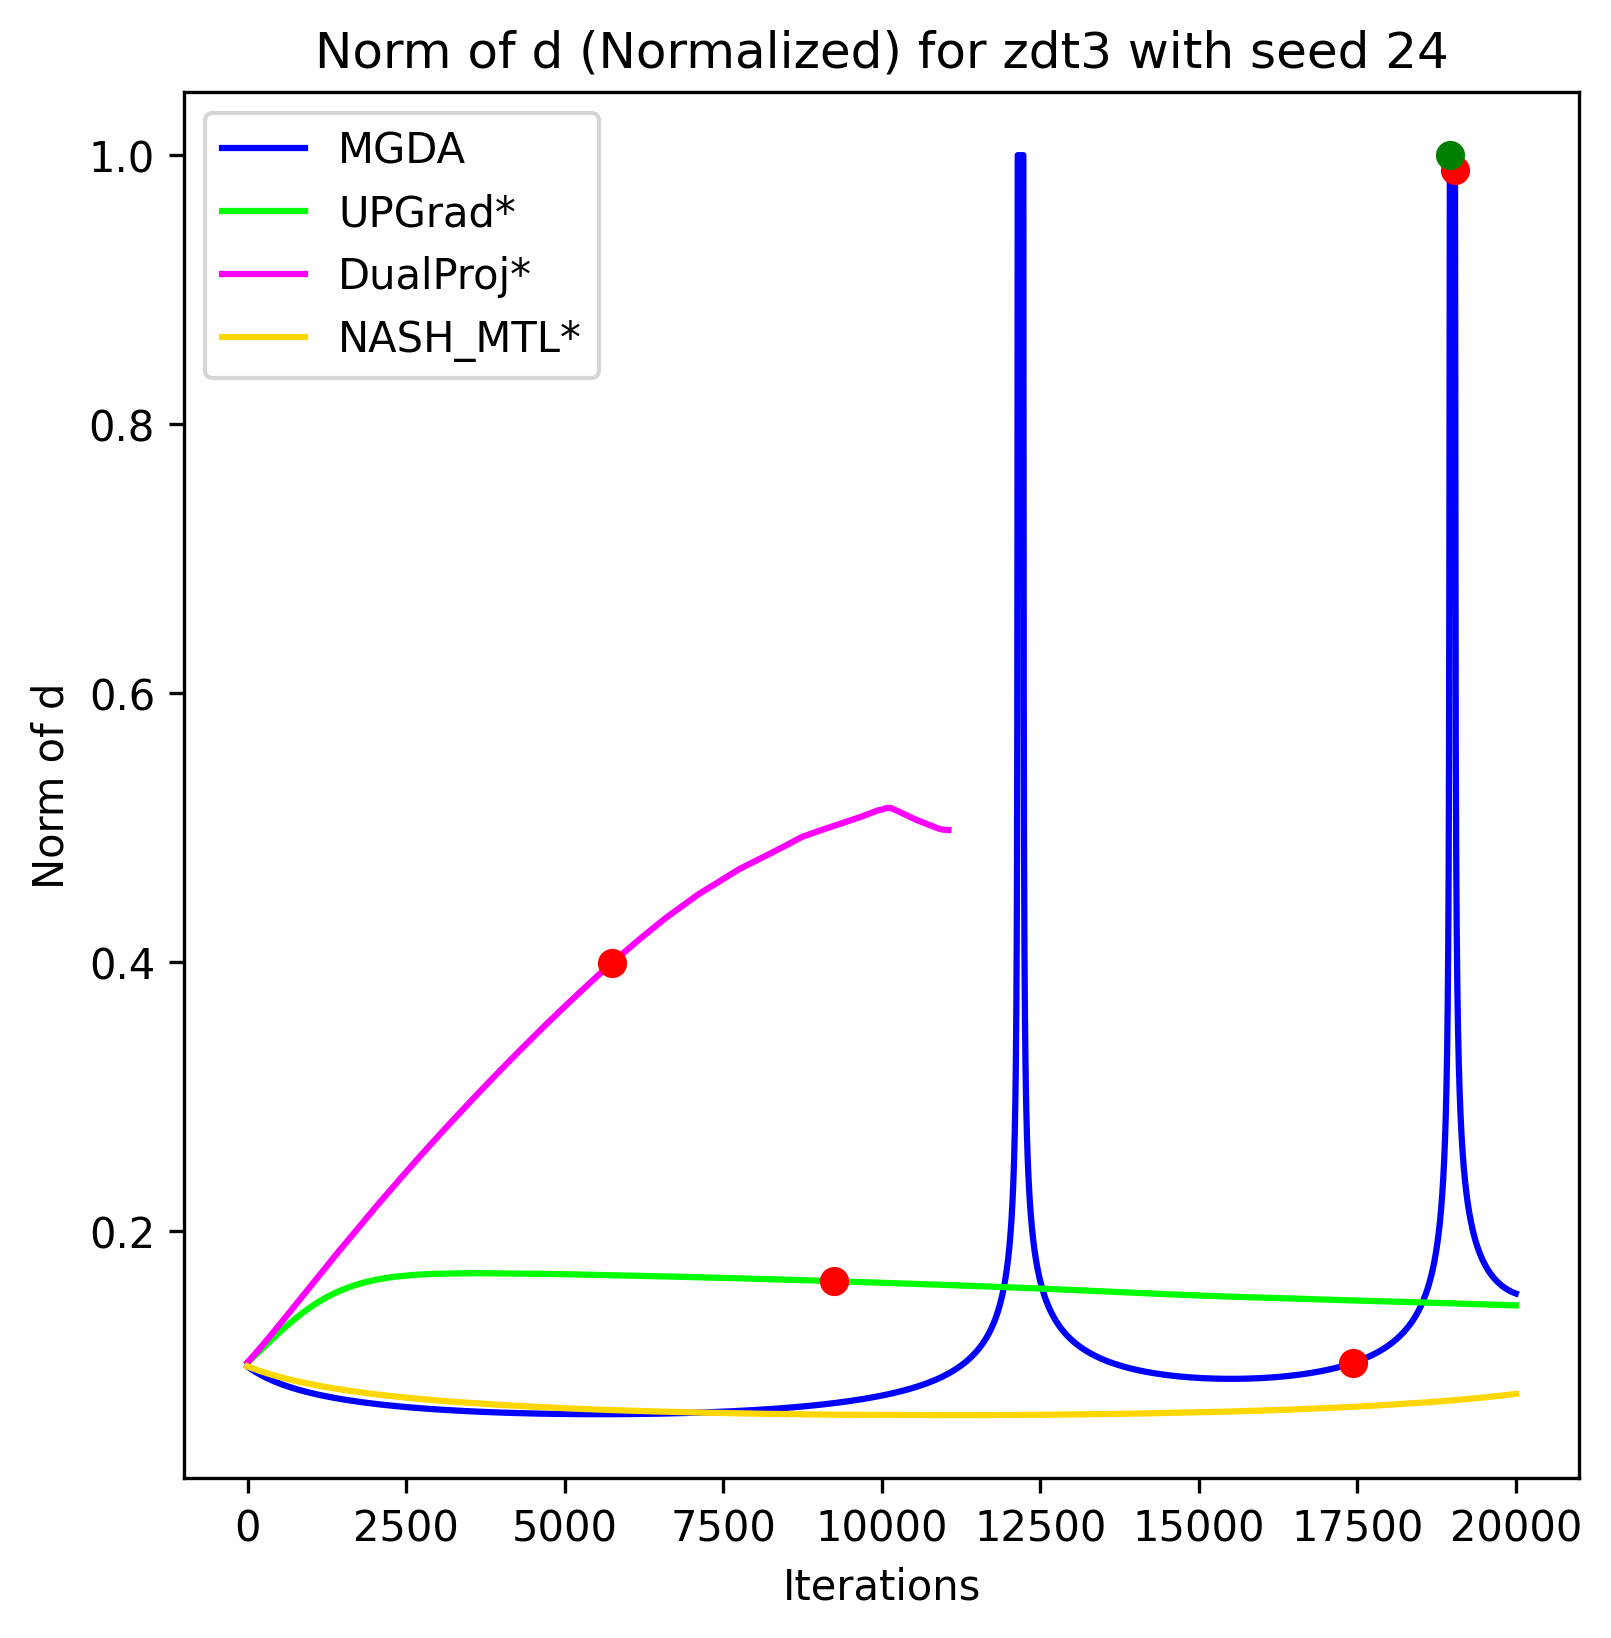 Norm of d (Normalized) for zdt3 with seed 24
MGDA
UPGrad*
DualProj*
NASH_MTL*
1.0
0.8
0.6
0.4
0.2
Norm of d
0 2500 5000 7500 10000 12500 15000 17500 20000
Iterations